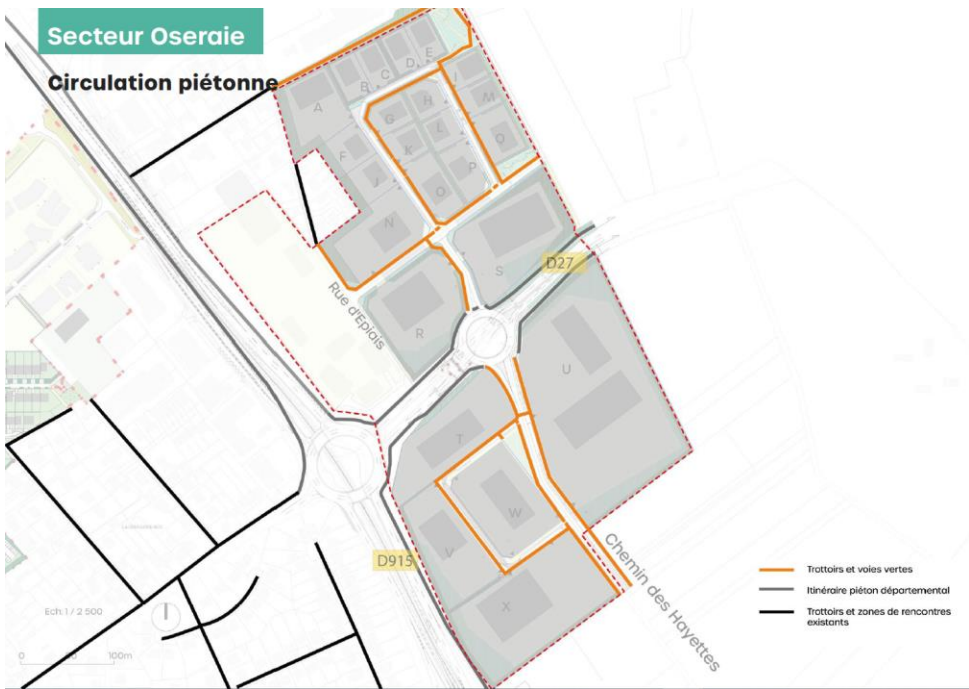 Secteur Oseraie
Circulation piétonne
A
B
C
D
E
F
G
H
I
J
K
L
M
N
O
P
Q
R
S
T
U
V
W
X
Rue d'Epiais
D27
D915
Chemin des Hayettes
Ech: 1 / 2 500
0
100m
Trottoirs et voies vertes
Itinéraire piéton départemental
Trottoirs et zones de rencontres
existants